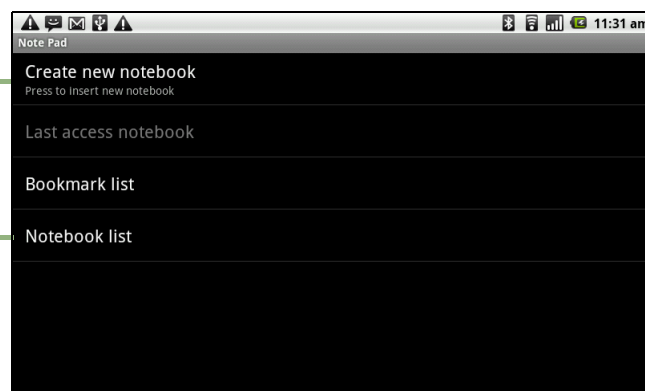 11:31 am
Note Pad
Create new notebook
Press to insert new notebook
Last access notebook
Bookmark list
Notebook list